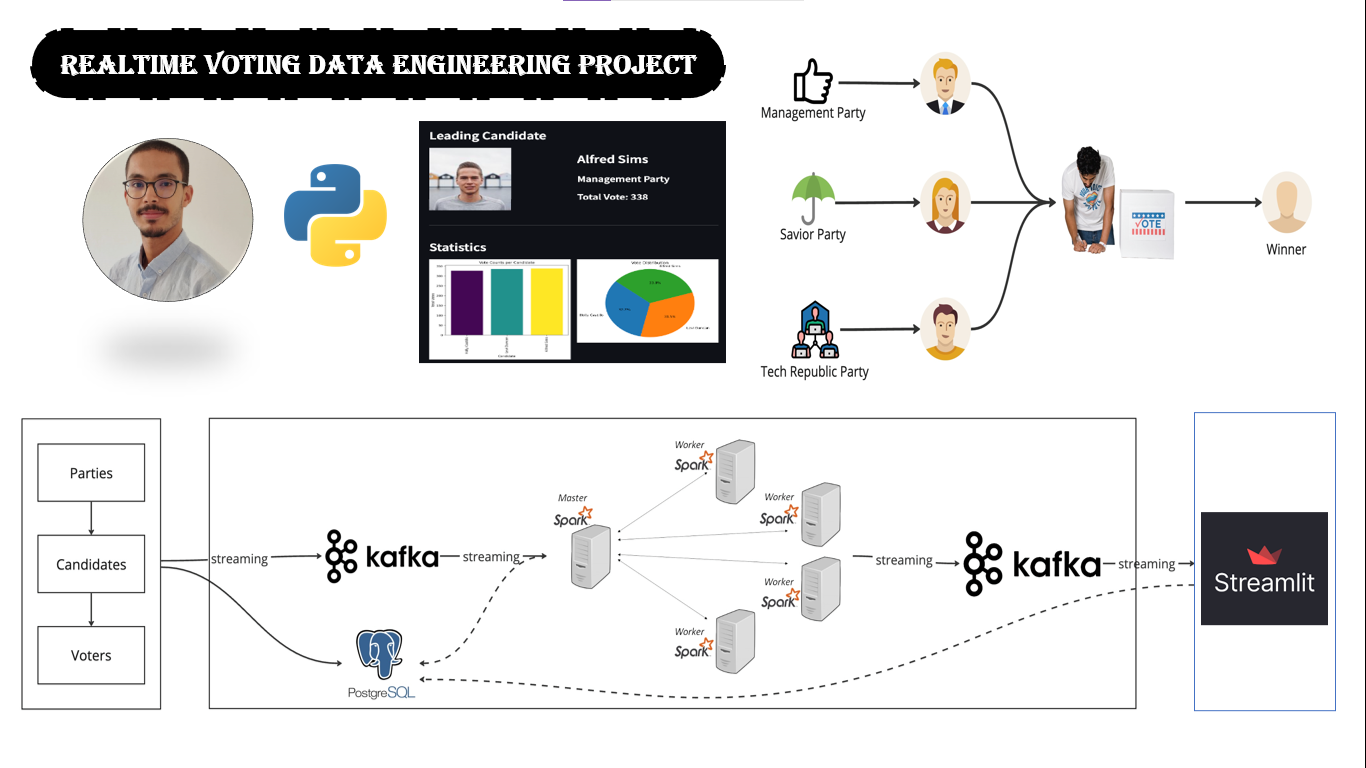 REALTIME VOTING DATA ENGINEERING PROJECT
Leading Candidate
Alfred Sims
Management Party
Total Vote: 338
Statistics
Vote Counts per Candidate
Vote Distribution
Management Party
Savior Party
Tech Republic Party
VOTE
Winner
Parties
Candidates
Voters
streaming
kafka
streaming
PostgreSQL
Master
Spark
Worker
Spark
Worker
Spark
Worker
Spark
Worker
Spark
streaming
kafka
streaming
Streamlit